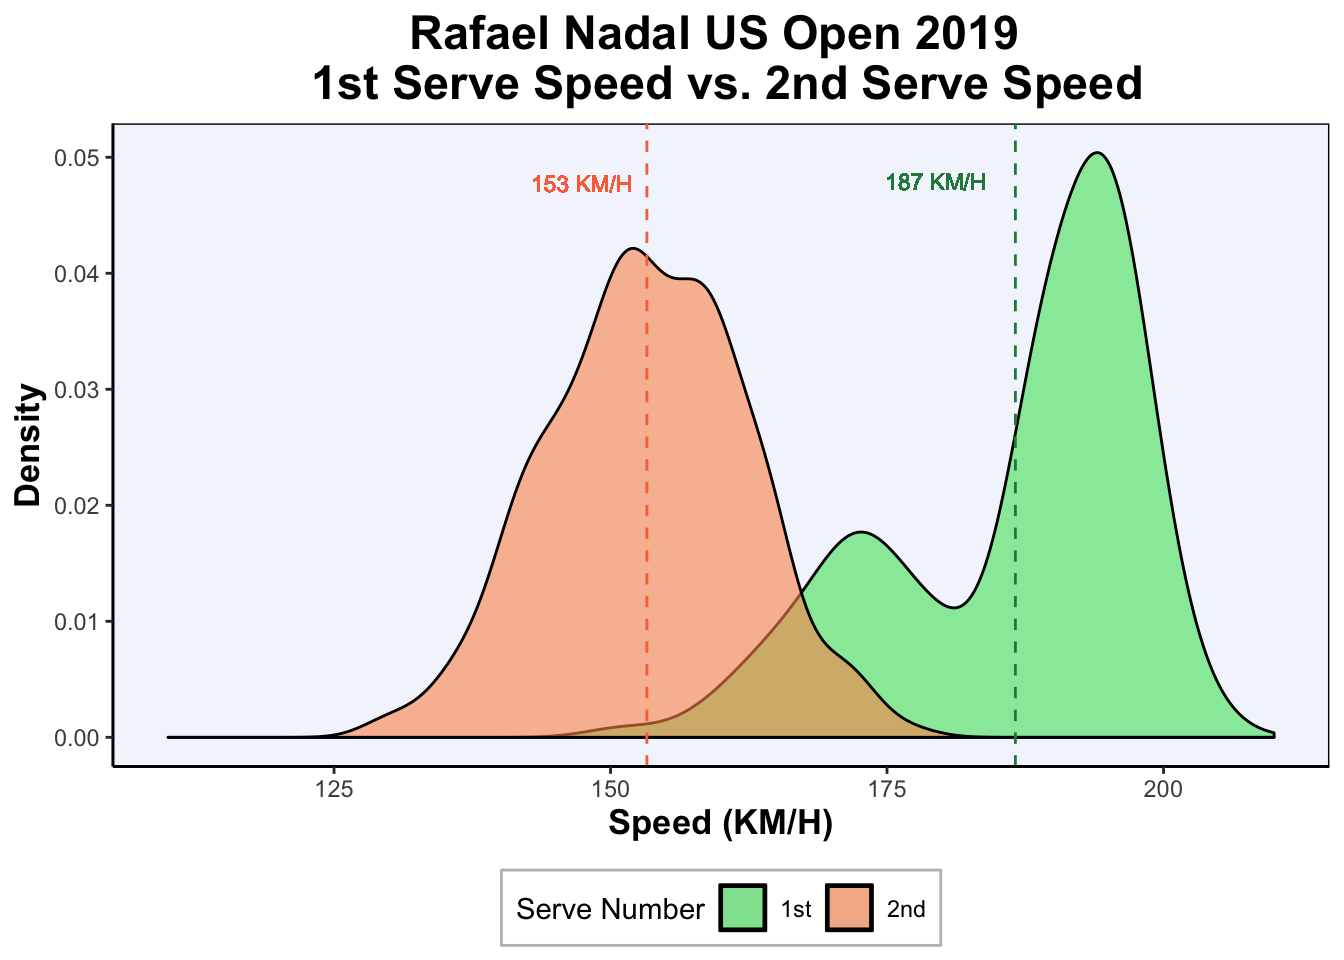 Rafael Nadal US Open 2019
1st Serve Speed vs. 2nd Serve Speed
0.05
153 KM/H
187 KM/H
0.04
0.03
Density
0.02
0.01
0.00
125
150
175
200
Speed (KM/H)
Serve Number 1st 2nd